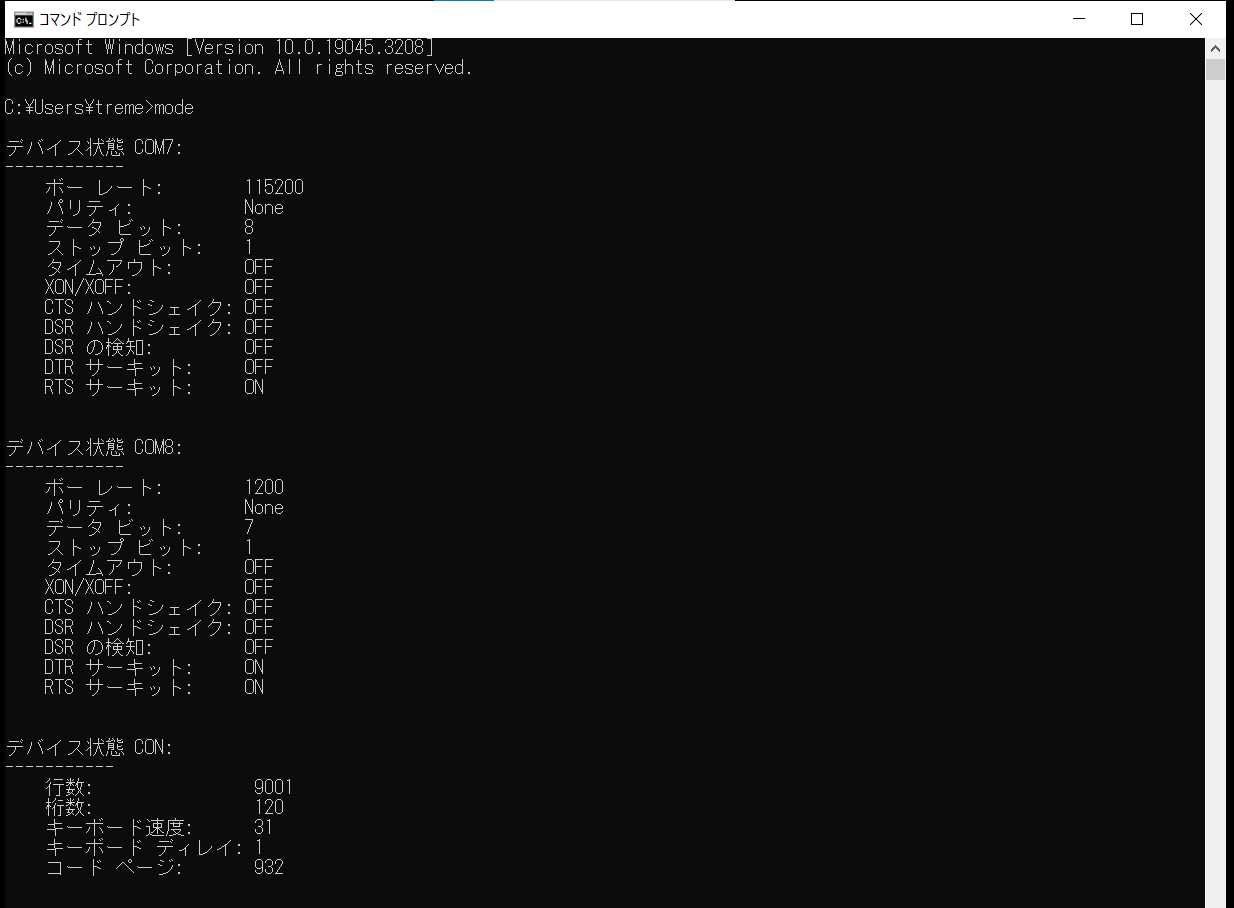 コマンド プロンプト
Microsoft Windows [Version 10.0.19045.3208]
(c) Microsoft Corporation. All rights reserved.
C:¥Users¥treme>mode
デバイス状態 COM7:
------------
ボー レート: 115200
パリティ: None
データ ビット: 8
ストップ ビット: 1
タイムアウト: OFF
XON/XOFF: OFF
CTS ハンドシェイク: OFF
DSR ハンドシェイク: OFF
DSR の検知: OFF
DTR サーキット: OFF
RTS サーキット: ON
デバイス状態 COM8:
------------
ボー レート: 1200
パリティ: None
データ ビット: 7
ストップ ビット: 1
タイムアウト: OFF
XON/XOFF: OFF
CTS ハンドシェイク: OFF
DSR ハンドシェイク: OFF
DSR の検知: OFF
DTR サーキット: ON
RTS サーキット: ON
デバイス状態 CON:
-----------
行数: 9001
桁数: 120
キーボード速度: 31
キーボード ディレイ: 1
コード ページ: 932